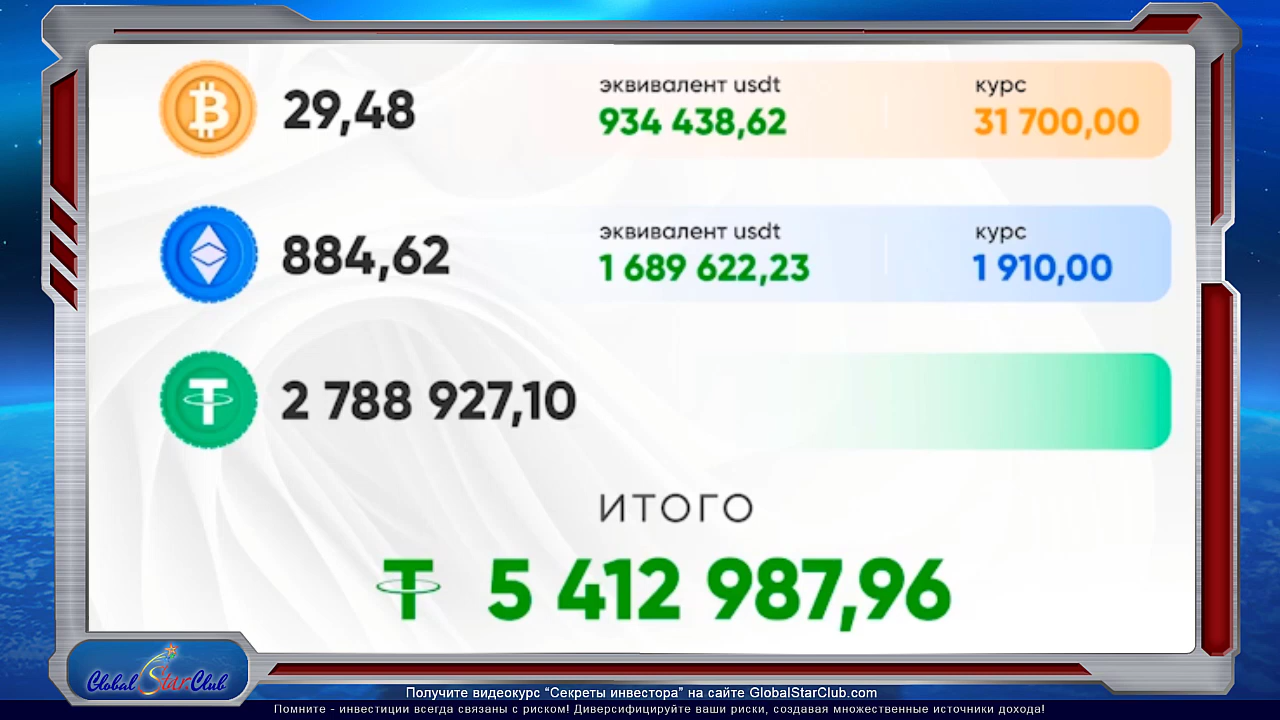 29,48
эквивалент usdt
934 438,62
курс
31 700,00
884,62
эквивалент usdt
1 689 622,23
курс
1 910,00
2 788 927,10
ИТОГО
5 412 987,96
Global StarClub
Получите видеокурс “Секреты инвестора” на сайте GlobalStarClub.com
Помните - инвестиции всегда связаны с риском! Диверсифицируйте ваши риски, создавая множественные источники дохода!